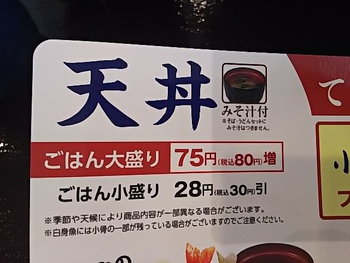 天丼
みそ汁付
※そば・うどんセットに
みそ汁はつきません。
ごはん大盛り 75円(税込80円)増
ごはん小盛り 28円(税込30円)引
※季節や天候により商品内容が一部異なる場合がございます。
※白身魚には小骨の一部が残っている場合がございますのでご注意ください。
て